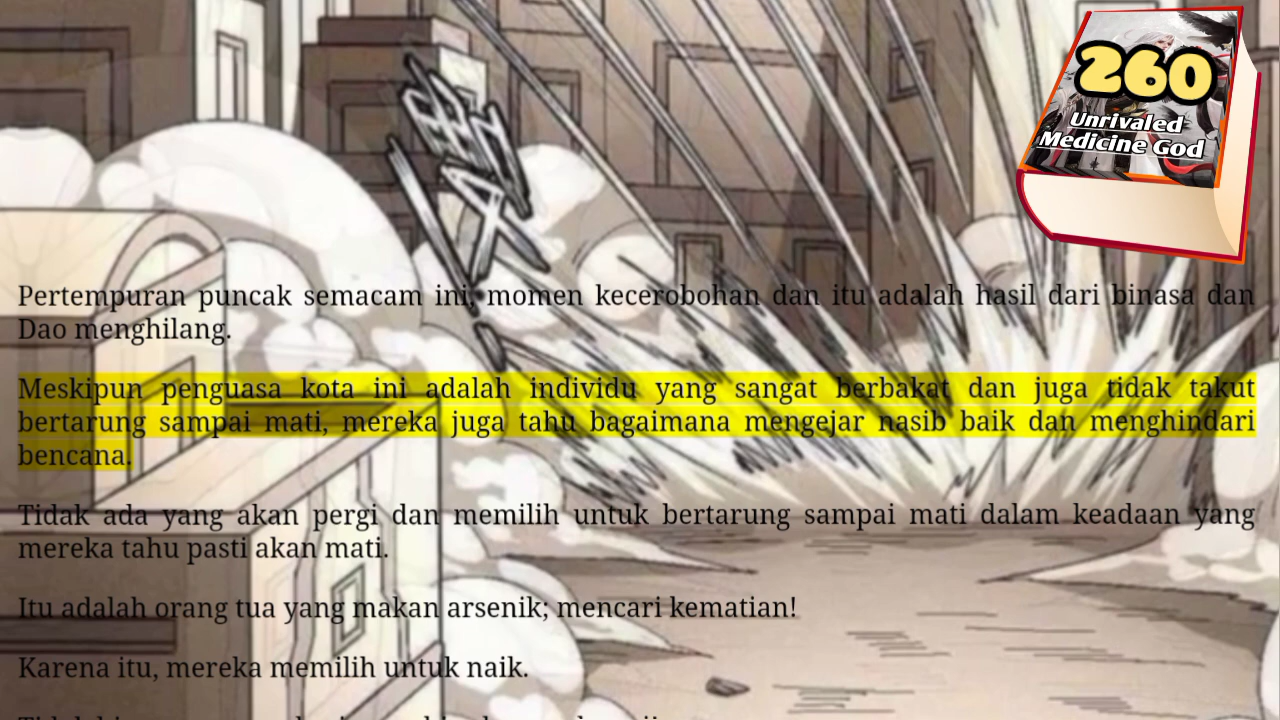 260
Unrivaled
Medicine God
Pertempuran puncak semacam ini, momen kecerobohan dan itu adalah hasil dari binasa dan
Dao menghilang.
Meskipun penguasa kota ini adalah individu yang sangat berbakat dan juga tidak takut
bertarung sampai mati, mereka juga tahu bagaimana mengejar nasib baik dan menghindari
bencana.
Tidak ada yang akan pergi dan memilih untuk bertarung sampai mati dalam keadaan yang
mereka tahu pasti akan mati.
Itu adalah orang tua yang makan arsenik; mencari kematian!
Karena itu, mereka memilih untuk naik.